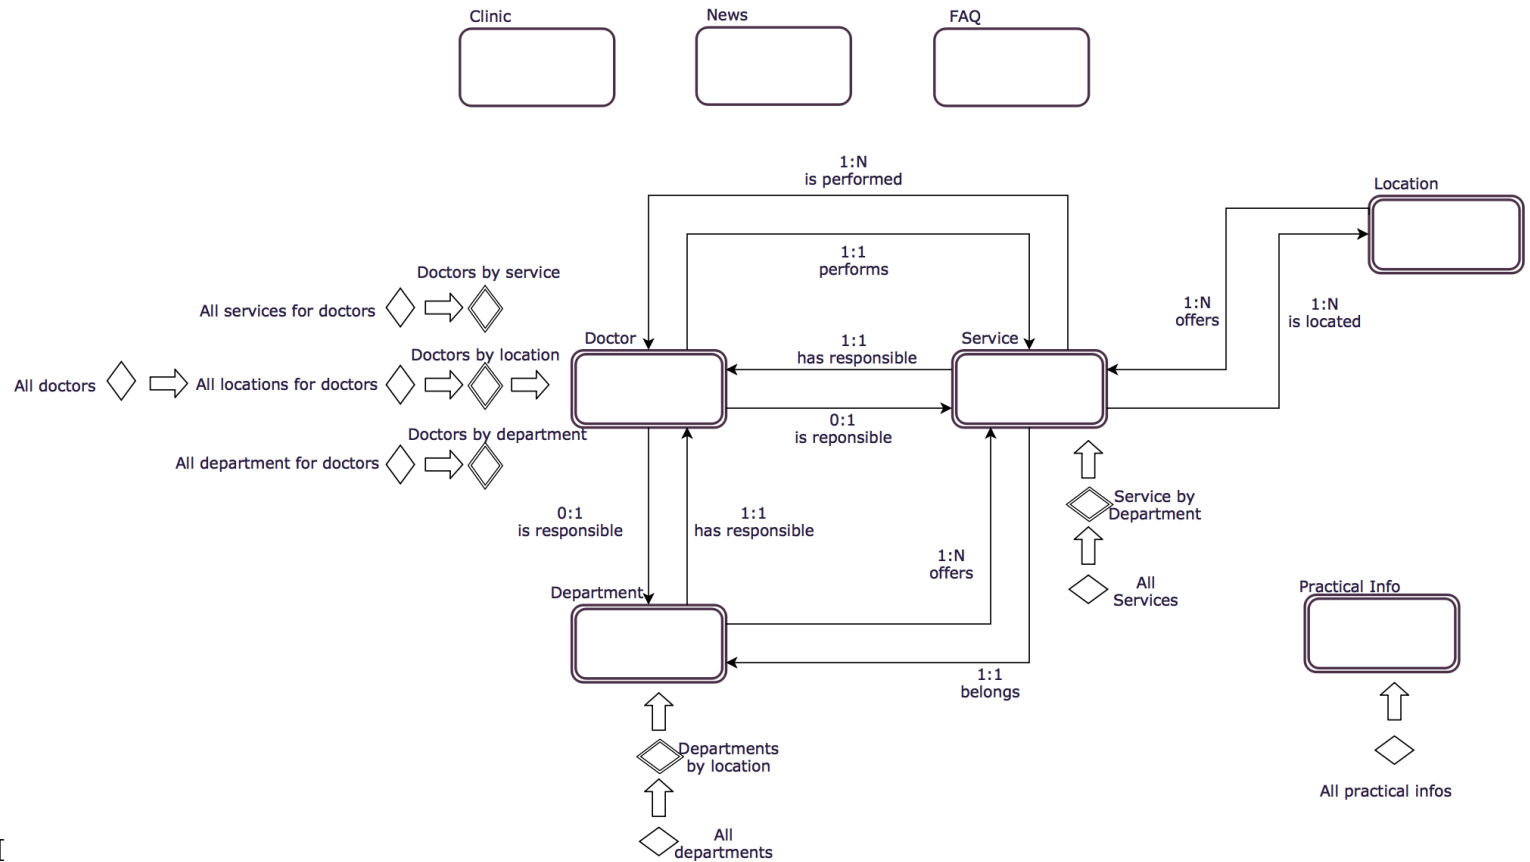 Clinic
News
FAQ
1:N
is performed
Location
1:1
performs
Doctors by service
All services for doctors
1:N
offers
1:N
is located
Doctor
Service
1:1
has responsible
Doctors by location
All doctors
All locations for doctors
0:1
is reponsible
Doctors by department
All department for doctors
0:1
is responsible
1:1
has responsible
Service by
Department
1:N
offers
All
Services
Department
Practical Info
1:1
belongs
Departments
by location
All practical infos
All
departments
[